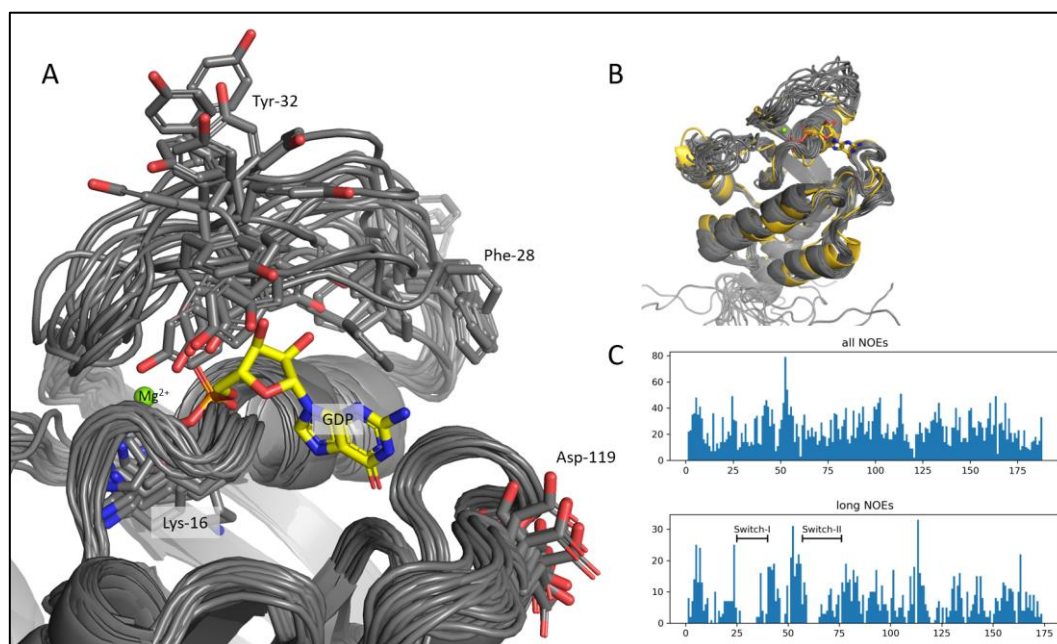 A
Tyr-32
Phe-28
Mg2+
GDP
Asp-119
Lys-16
B
C
all NOEs
80
60
40
20
0
0 25 50 75 100 125 150 175
long NOEs
Switch-I Switch-II
30
20
10
0
0 25 50 75 100 125 150 175